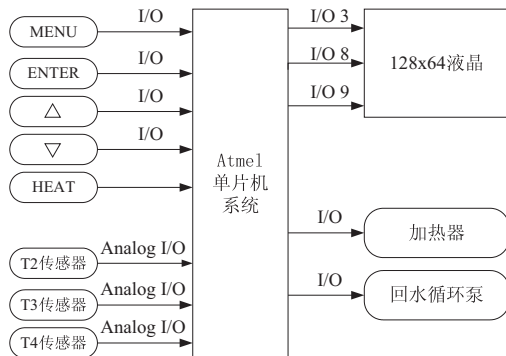 MENU
I/O
ENTER
I/O
△
I/O
▽
I/O
HEAT
T2传感器
Analog I/O
T3传感器
Analog I/O
T4传感器
Analog I/O
Atmel
单片机
系统
I/O 3
I/O 8
I/O 9
128x64液晶
I/O
加热器
I/O
回水循环泵